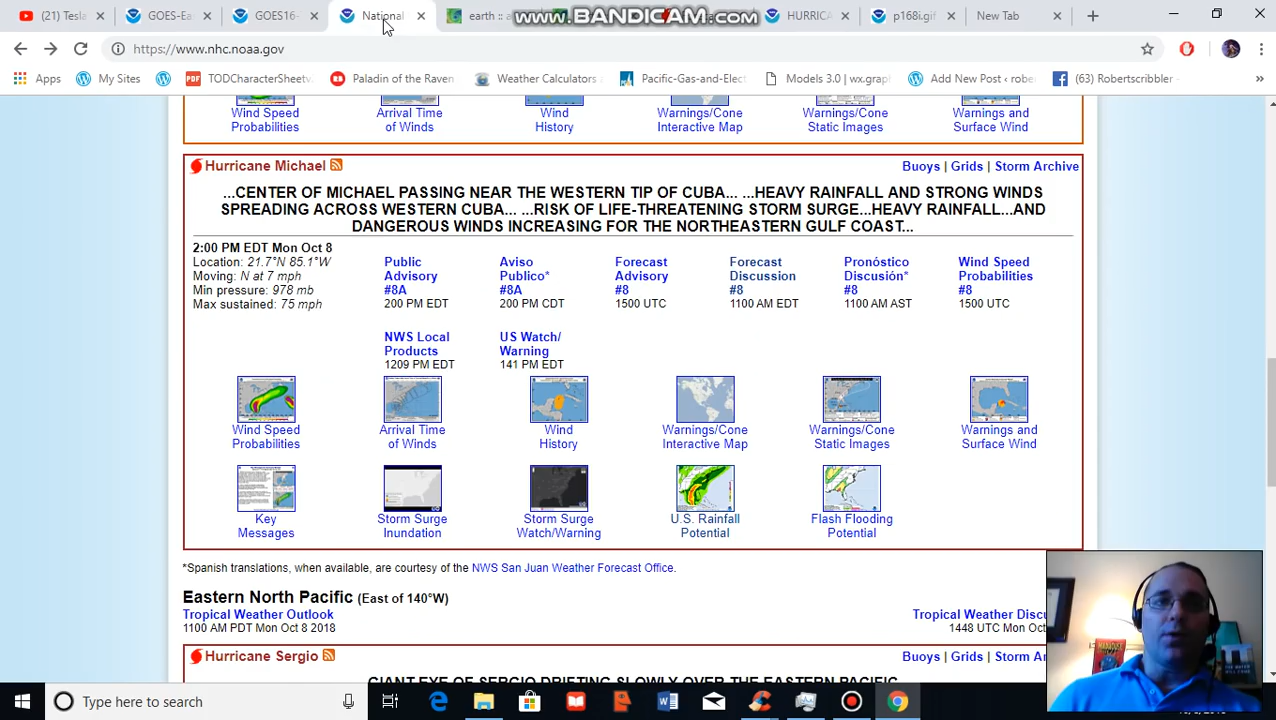 (21) Tesla
GOES-Ea
GOES16-
National
earth :: a
www.BANDICAM.com
HURRICA
p168i.gif
New Tab
https://www.nhc.noaa.gov
Apps
My Sites
TODCharacterSheetv
Paladin of the Raven
Weather Calculators
Pacific-Gas-and-Elect
Models 3.0 | wx.graph
Add New Post ‹ rober
(63) Robertscribbler -
»
Wind Speed
Probabilities
Arrival Time
of Winds
Wind
History
Warnings/Cone
Interactive Map
Warnings/Cone
Static Images
Warnings and
Surface Wind
Hurricane Michael
Buoys | Grids | Storm Archive
...CENTER OF MICHAEL PASSING NEAR THE WESTERN TIP OF CUBA... ...HEAVY RAINFALL AND STRONG WINDS
SPREADING ACROSS WESTERN CUBA... ...RISK OF LIFE-THREATENING STORM SURGE...HEAVY RAINFALL...AND
DANGEROUS WINDS INCREASING FOR THE NORTHEASTERN GULF COAST...
2:00 PM EDT Mon Oct 8
Location: 21.7°N 85.1°W
Moving: N at 7 mph
Min pressure: 978 mb
Max sustained: 75 mph
Public
Advisory
#8A
200 PM EDT
Aviso
Publico*
#8A
200 PM CDT
Forecast
Advisory
#8
1500 UTC
Forecast
Discussion
#8
1100 AM EDT
Pronóstico
Discusión*
#8
1100 AM AST
Wind Speed
Probabilities
#8
1500 UTC
NWS Local
Products
1209 PM EDT
US Watch/
Warning
141 PM EDT
Wind Speed
Probabilities
Arrival Time
of Winds
Wind
History
Warnings/Cone
Interactive Map
Warnings/Cone
Static Images
Warnings and
Surface Wind
Key
Messages
Storm Surge
Inundation
Storm Surge
Watch/Warning
U.S. Rainfall
Potential
Flash Flooding
Potential
*Spanish translations, when available, are courtesy of the NWS San Juan Weather Forecast Office.
Eastern North Pacific (East of 140°W)
Tropical Weather Outlook
1100 AM PDT Mon Oct 8 2018
Tropical Weather Discu
1448 UTC Mon Oct
Hurricane Sergio
Buoys | Grids | Storm Ar
GIANT EYE OF SERGIO DRIFTING SLOWLY OVER THE EASTERN PACIFIC
Type here to search